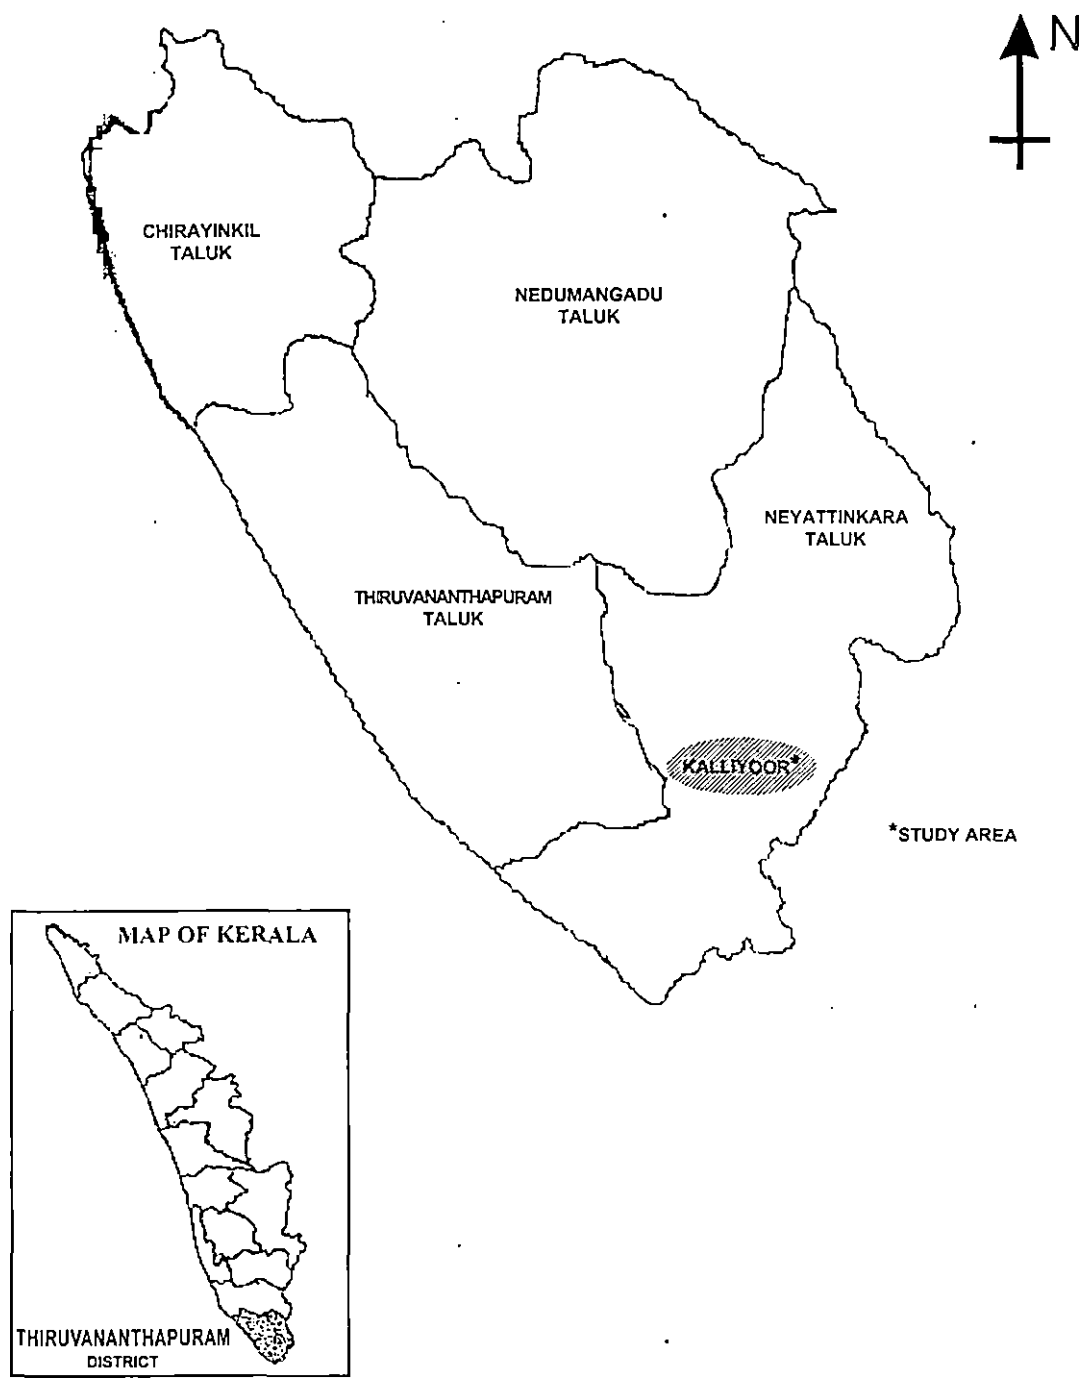 N
CHIRAYINKIL
TALUK
NEDUMANGADU
TALUK
NEYATTINKARA
TALUK
THIRUVANANTHAPURAM
TALUK
KALLIYOOR*
*STUDY AREA
MAP OF KERALA
THIRUVANANTHAPURAM
DISTRICT